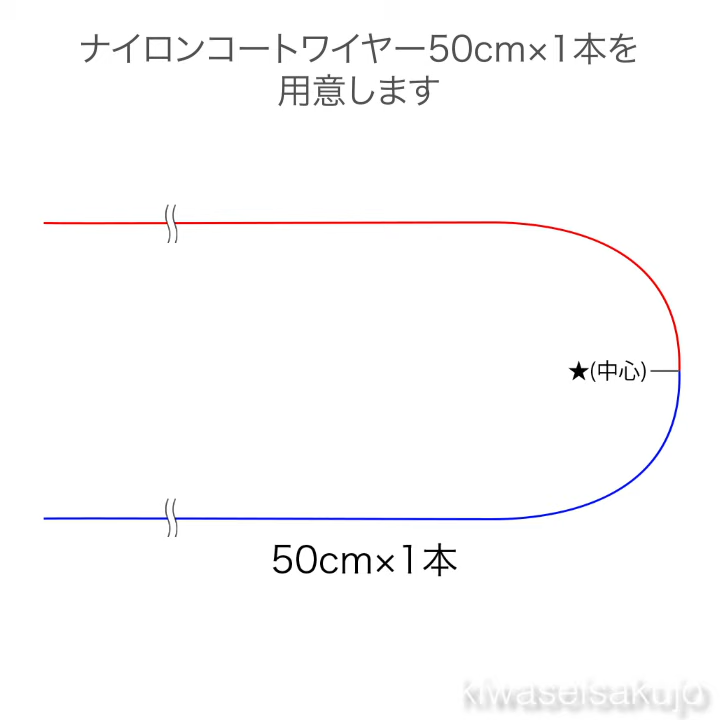 ナイロンコートワイヤー50cm×1本を
用意します
★(中心)
50cm×1本
kiwaseisakujo